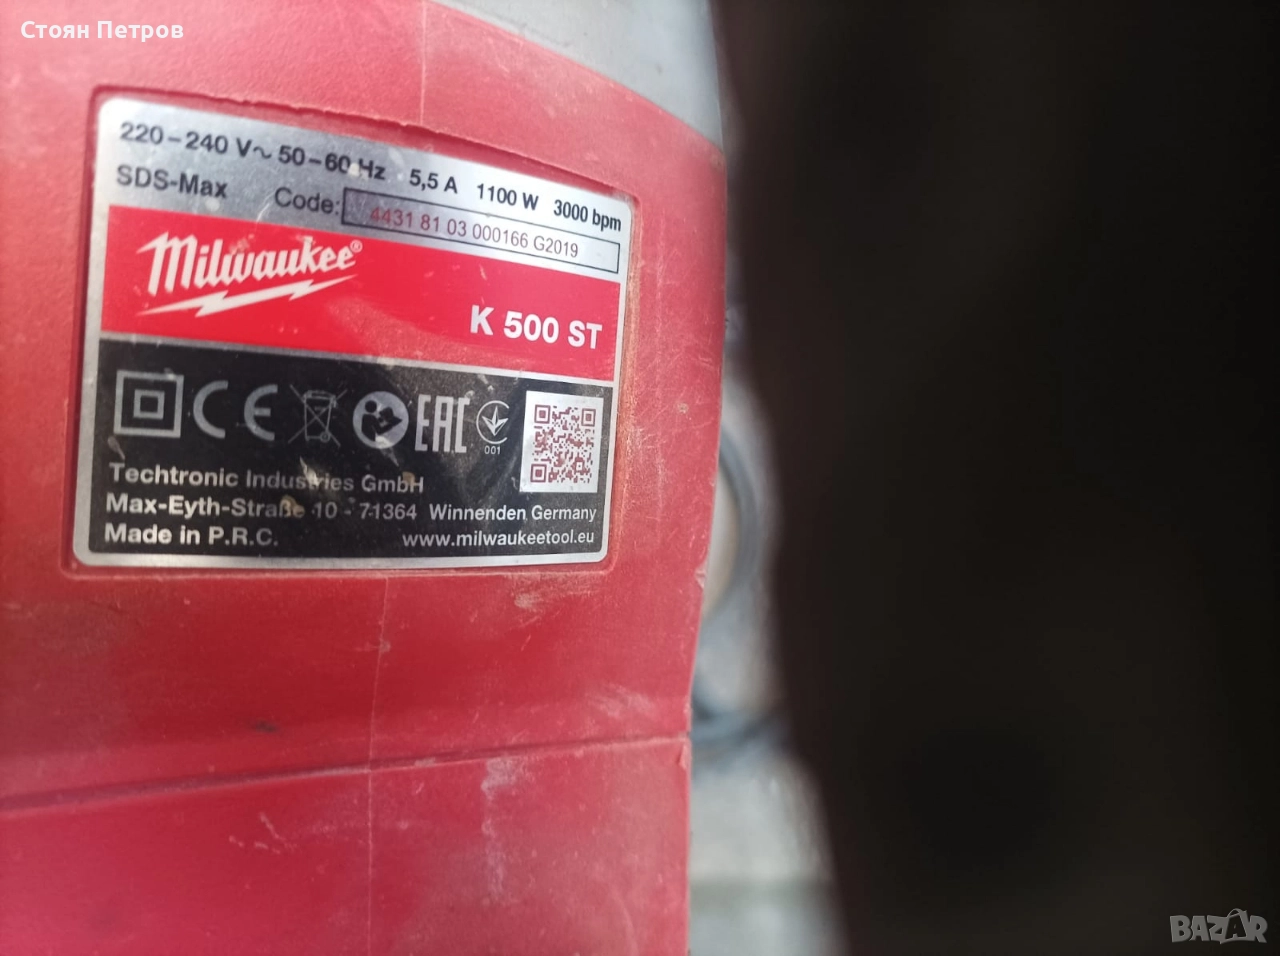 Стоян Петров
220-240 V~ 50-60 Hz 5,5 A 1100 W 3000 bpm
SDS-Max Code: 4431 81 03 000166 G2019
Milwaukee®
K 500 ST
CE EAC
001
Techtronic Industries GmbH
Max-Eyth-Straße 10 - 71364 Winnenden Germany
Made in P.R.C. www.milwaukeetool.eu
BAZAR